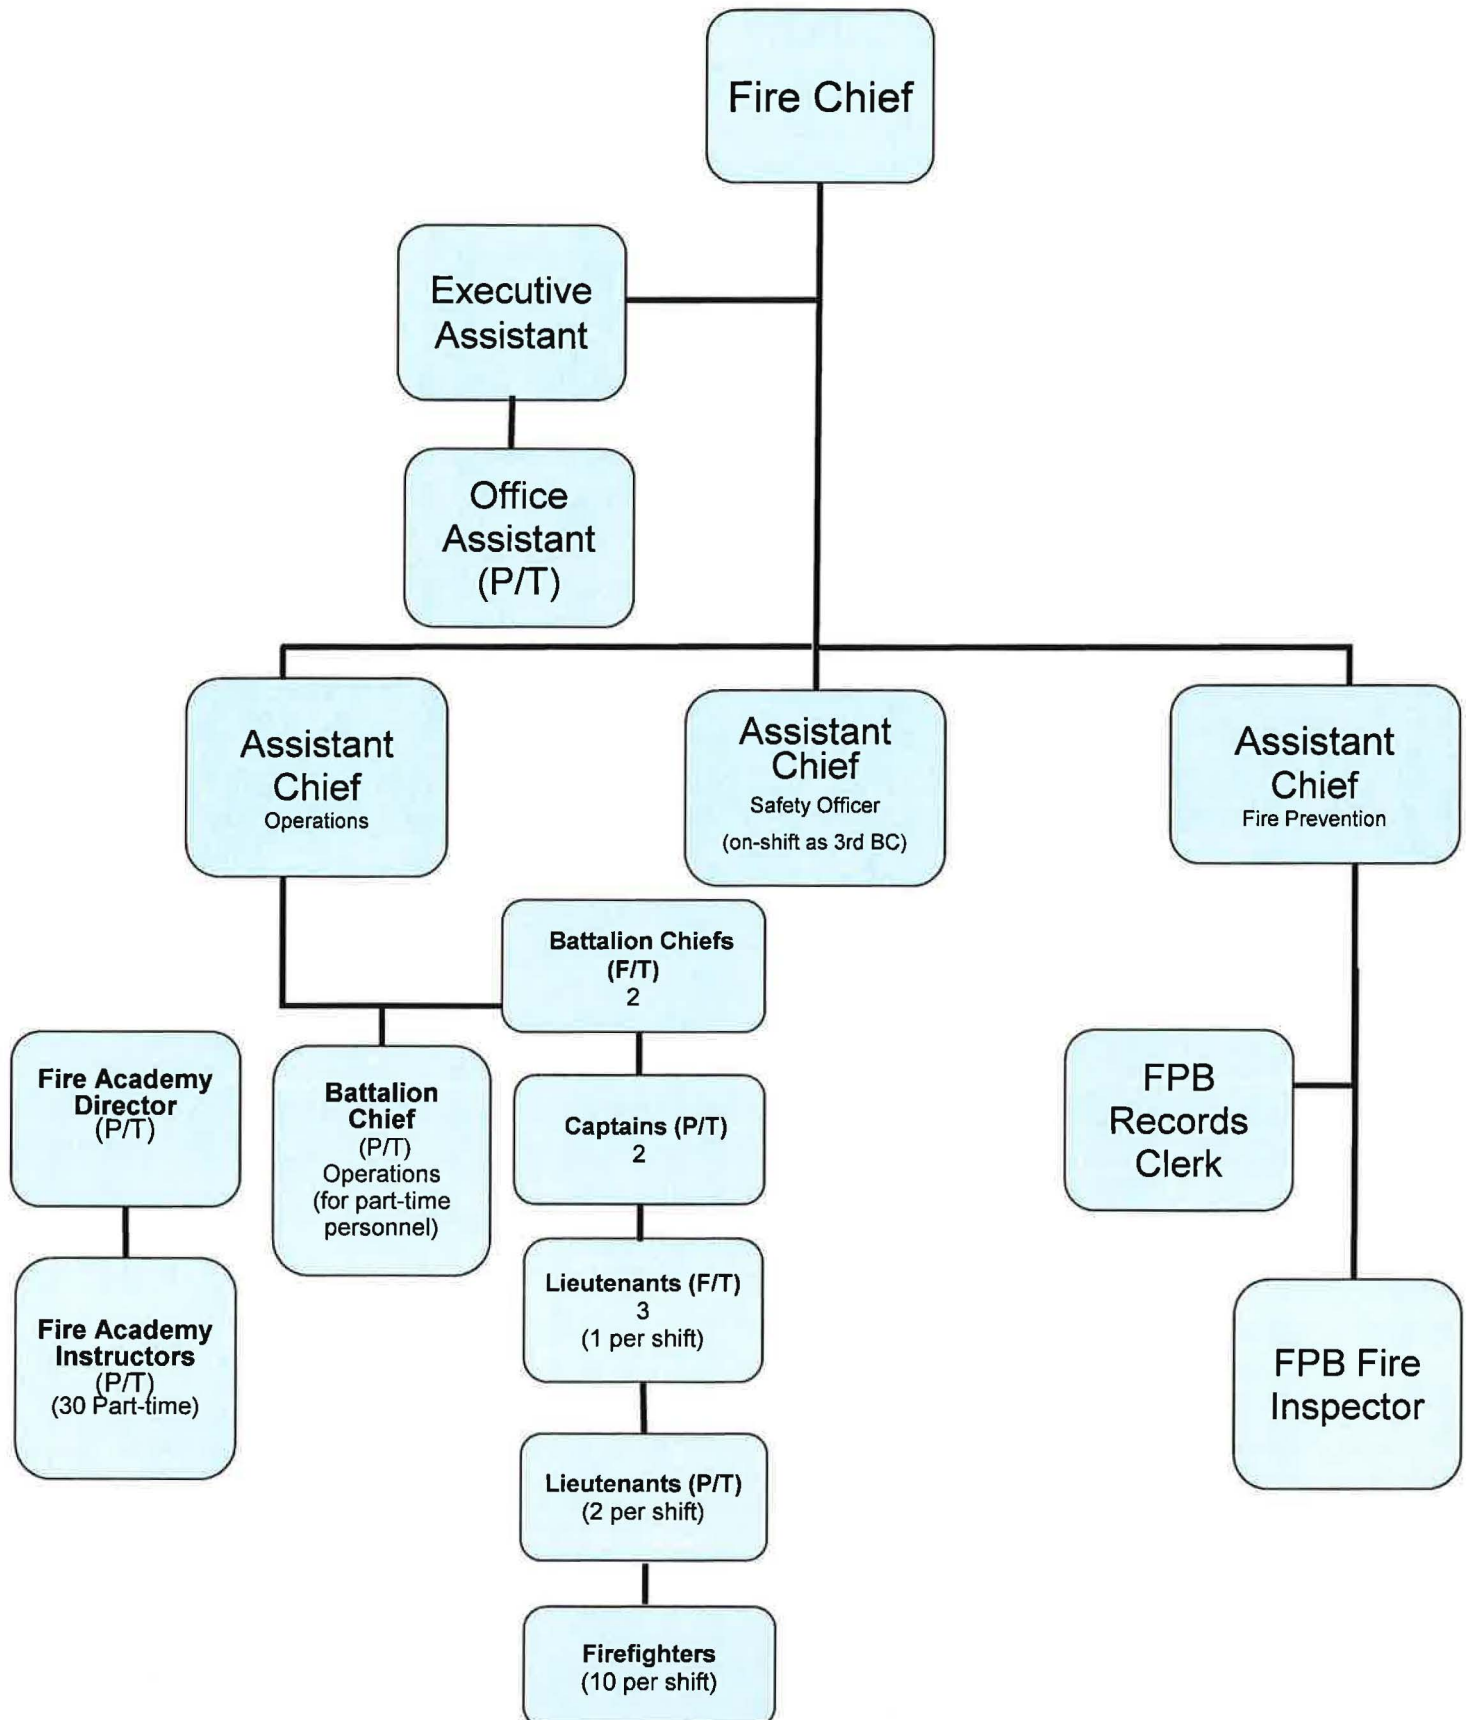 Fire Chief
Executive
Assistant
Office
Assistant
(P/T)
Assistant
Chief
Operations
Assistant
Chief
Safety Officer
(on-shift as 3rd BC)
Assistant
Chief
Fire Prevention
Battalion Chiefs
(F/T)
2
Fire Academy
Director
(P/T)
Battalion
Chief
(P/T)
Operations
(for part-time
personnel)
Captains (P/T)
2
FPB
Records
Clerk
Fire Academy
Instructors
(P/T)
(30 Part-time)
Lieutenants (F/T)
3
(1 per shift)
FPB Fire
Inspector
Lieutenants (P/T)
(2 per shift)
Firefighters
(10 per shift)